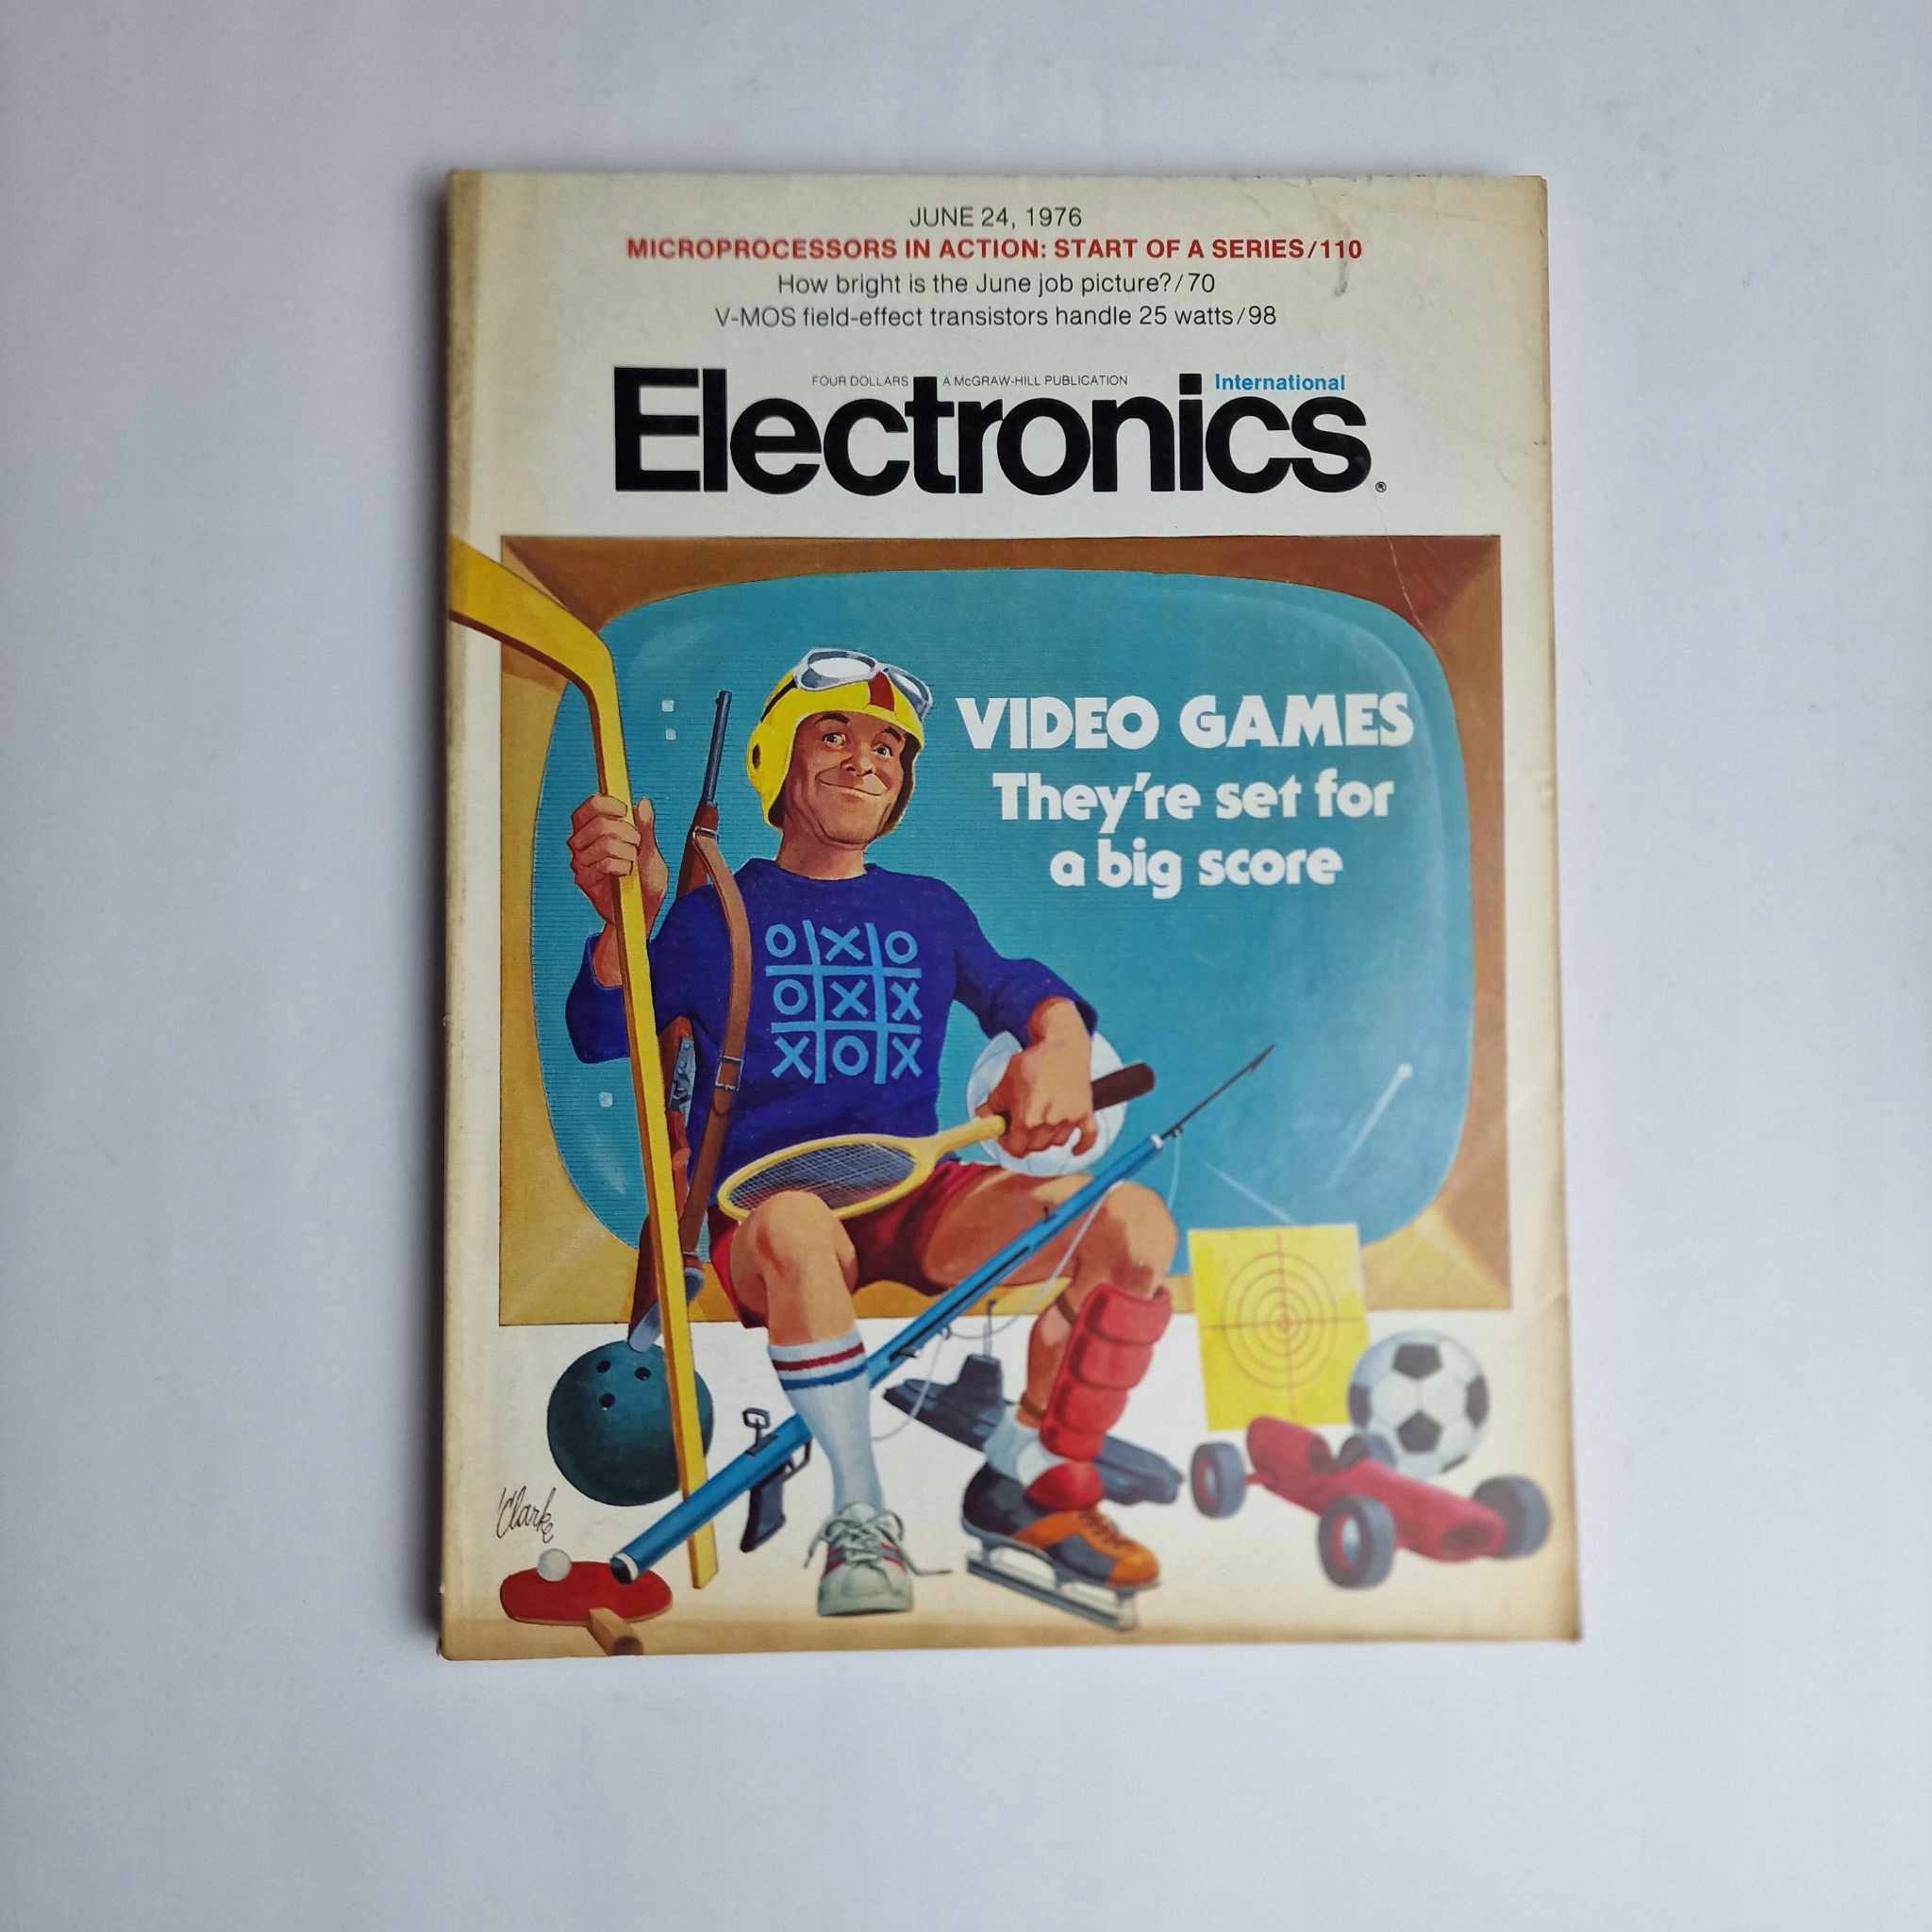 JUNE 24, 1976
MICROPROCESSORS IN ACTION: START OF A SERIES/110
How bright is the June job picture?/70
V-MOS field-effect transistors handle 25 watts/98
FOUR DOLLARS A McGRAW-HILL PUBLICATION International
Electronics®
VIDEO GAMES
They're set for
a big score
O X O
O X X
X O X
Clarke